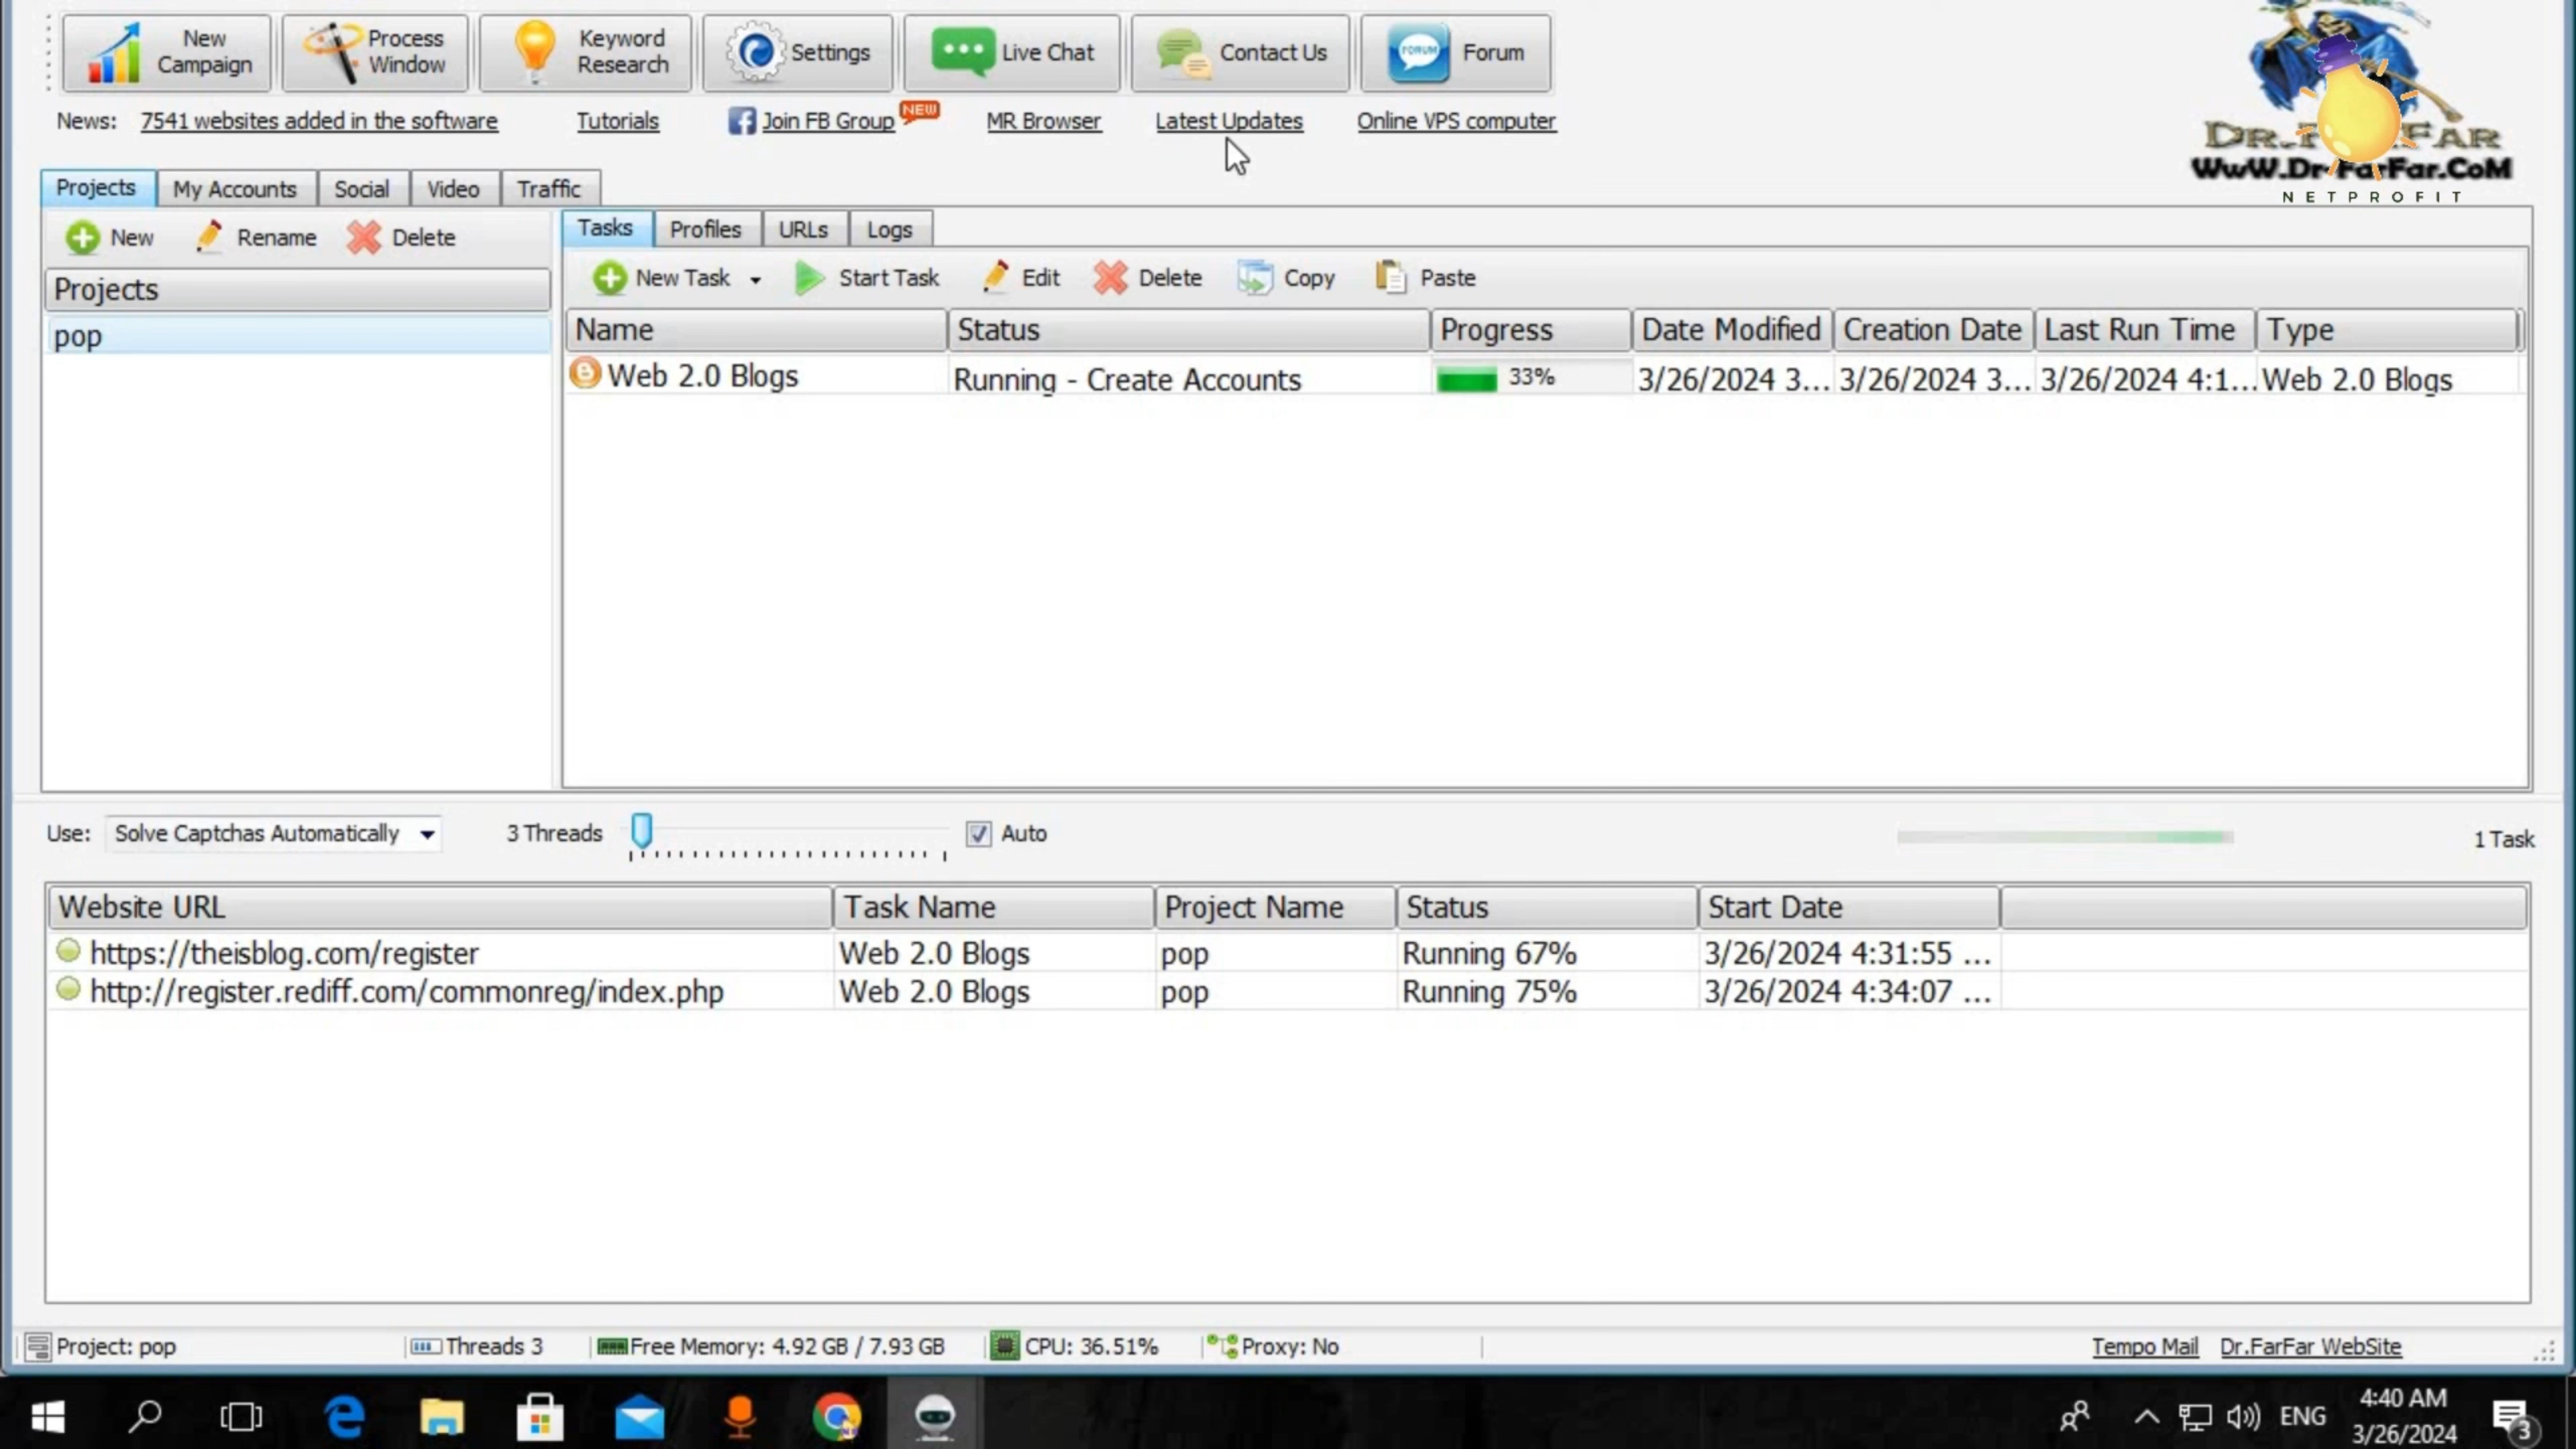 New Campaign Process Window Keyword Research Settings Live Chat Contact Us FORUM Forum
News: 7541 websites added in the software Tutorials Join FB Group NEW MR Browser Latest Updates Online VPS computer
WwW.Dr-FarFar.CoM
NETPROFIT
Projects My Accounts Social Video Traffic
New Rename Delete
Tasks Profiles URLs Logs
New Task Start Task Edit Delete Copy Paste
Projects
pop
Name Status Progress Date Modified Creation Date Last Run Time Type
Web 2.0 Blogs Running - Create Accounts 33% 3/26/2024 3... 3/26/2024 3... 3/26/2024 4:1... Web 2.0 Blogs
Use: Solve Captchas Automatically 3 Threads Auto 1 Task
Website URL Task Name Project Name Status Start Date
https://theisblog.com/register Web 2.0 Blogs pop Running 67% 3/26/2024 4:31:55 ...
http://register.rediff.com/commonreg/index.php Web 2.0 Blogs pop Running 75% 3/26/2024 4:34:07 ...
Project: pop Threads 3 Free Memory: 4.92 GB / 7.93 GB CPU: 36.51% Proxy: No Tempo Mail Dr.FarFar WebSite
ENG 4:40 AM
3/26/2024 3